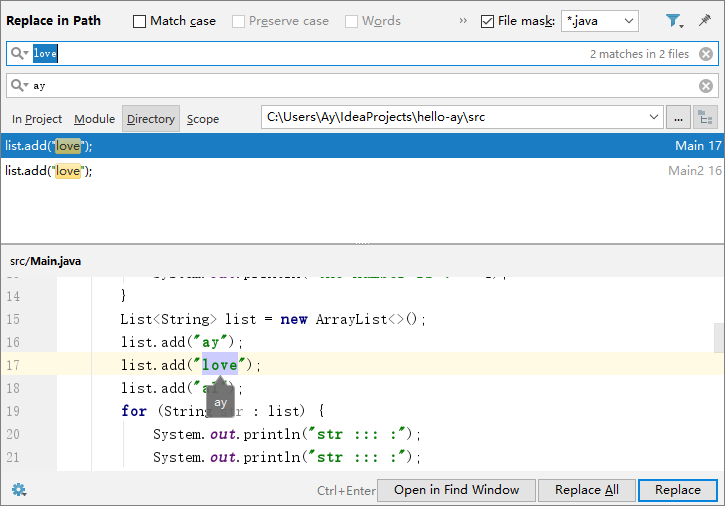 Replace in Path Match case Preserve case Words » File mask: *.java
love 2 matches in 2 files
ay
In Project Module Directory Scope C:\Users\Ay\IdeaProjects\hello-ay\src ...
list.add("love"); Main 17
list.add("love"); Main2 16
src/Main.java
14 }
15 List<String> list = new ArrayList<>();
16 list.add("ay");
17 list.add("love");
18 list.add("al");
ay
19 for (String str : list) {
20 System.out.println("str ::: :");
21 System.out.println("str ::: :");
Ctrl+Enter Open in Find Window Replace All Replace